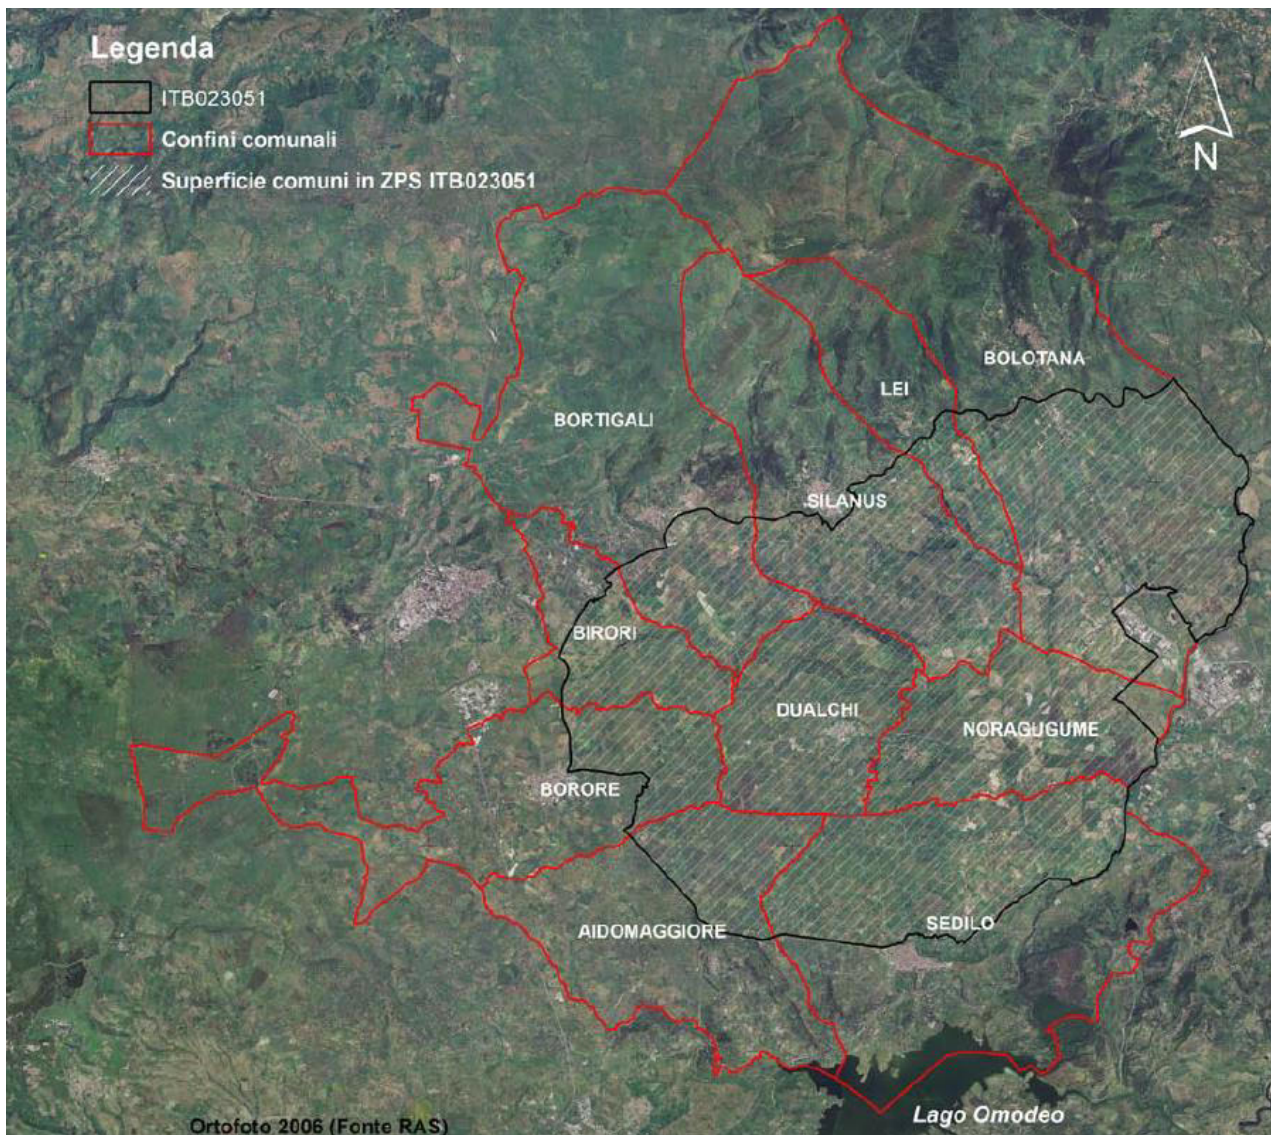 Legenda
ITB023051
Confini comunali
Superficie comuni in ZPS ITB023051
N
BOLOTANA
LEI
BORTIGALI
SILANUS
BIRORI
DUALCHI
NORAGUGUME
BORORE
SEDILO
AIDOMAGGIORE
Lago Omodeo
Ortofoto 2006 (Fonte RAS)